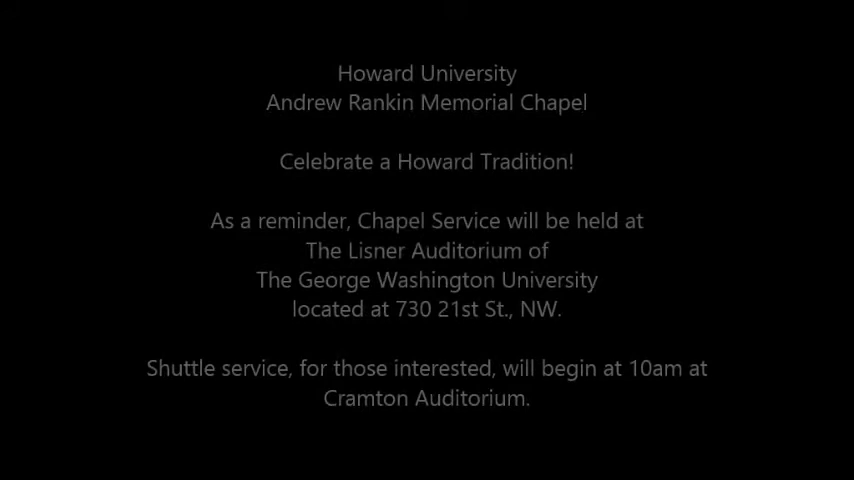 Howard University
Andrew Rankin Memorial Chapel
Celebrate a Howard Tradition!
As a reminder, Chapel Service will be held at
The Lisner Auditorium of
The George Washington University
located at 730 21st St., NW.
Shuttle service, for those interested, will begin at 10am at
Cramton Auditorium.